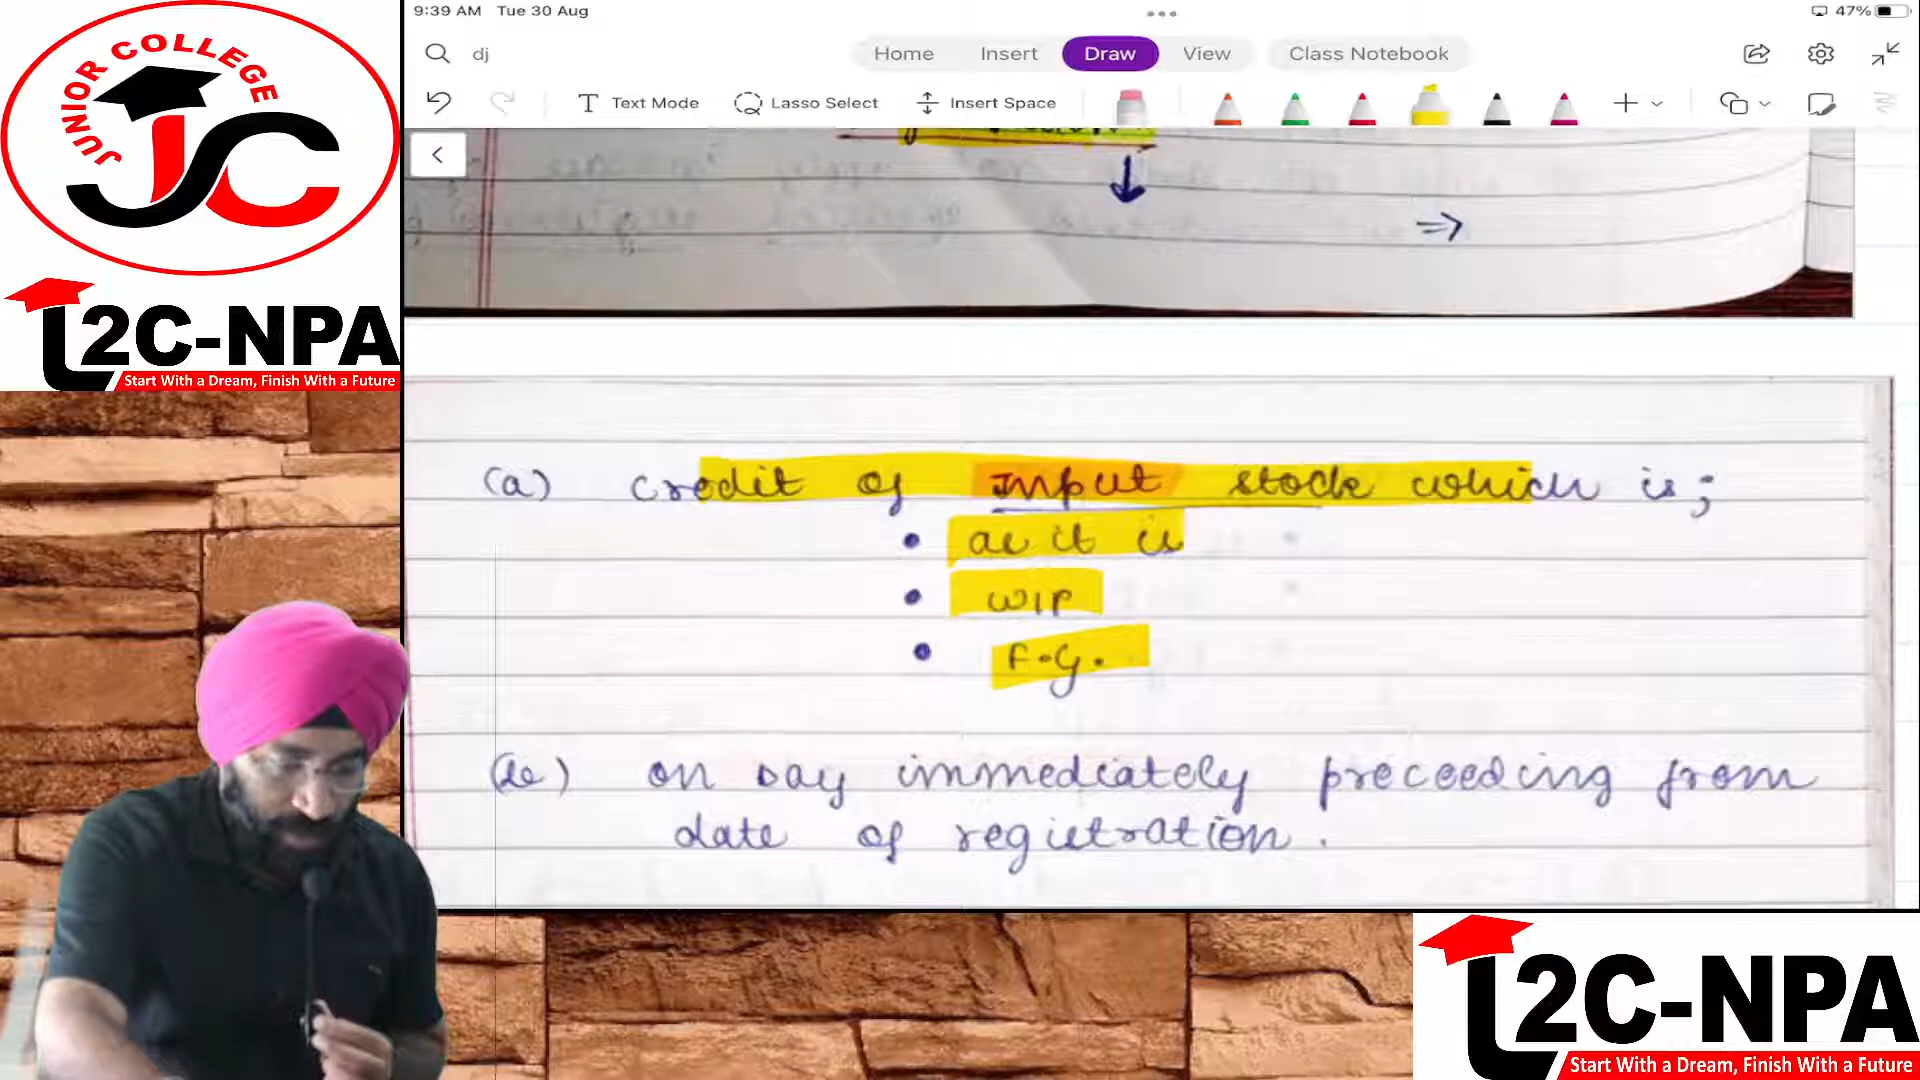 9:39 AM Tue 30 Aug
47%
dj
Home Insert Draw View Class Notebook
Text Mode Lasso Select Insert Space
JUNIOR COLLEGE
JC
L2C-NPA
Start With a Dream, Finish With a Future
(a) credit of Input stock which is;
• as it is
• WIP
• F.G.
on Day immediately preceeding from
date of registration.
L2C-NPA
Start With a Dream, Finish With a Future